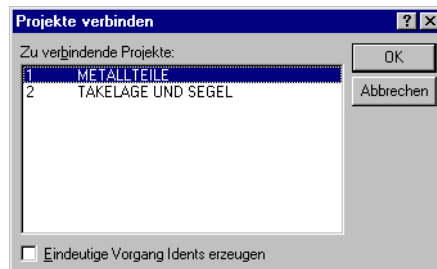 Projekte verbinden
Zu verbindende Projekte:
1 METALLTEILE
2 TAKELAGE UND SEGEL
OK
Abbrechen
Eindeutige Vorgang Idents erzeugen